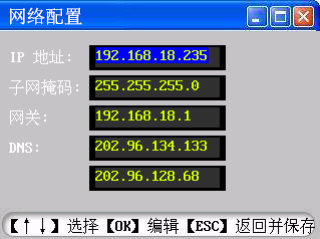 网络配置
IP 地址: 192.168.18.235
子网掩码: 255.255.255.0
网关: 192.168.18.1
DNS: 202.96.134.133
202.96.128.68
【↑↓】选择【OK】编辑【ESC】返回并保存